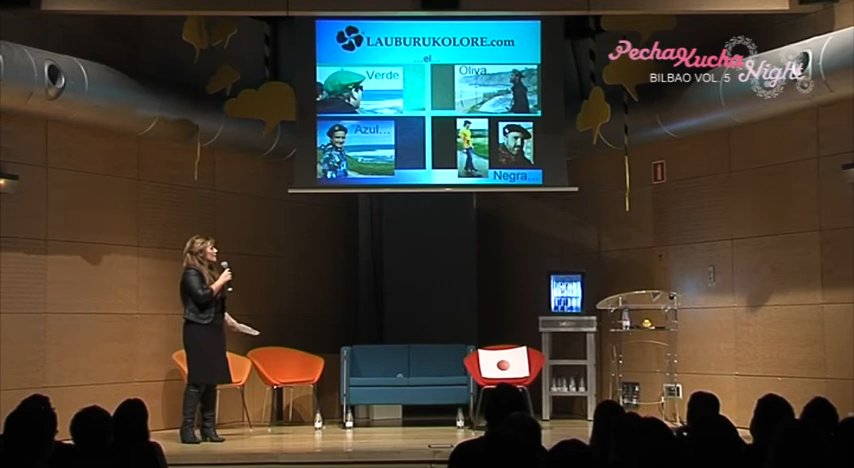 LAUBURUKOLORE.com
...el...
Verde
Oliva
Azul...
Negra...
PechaKucha
Night
BILBAO VOL. 5